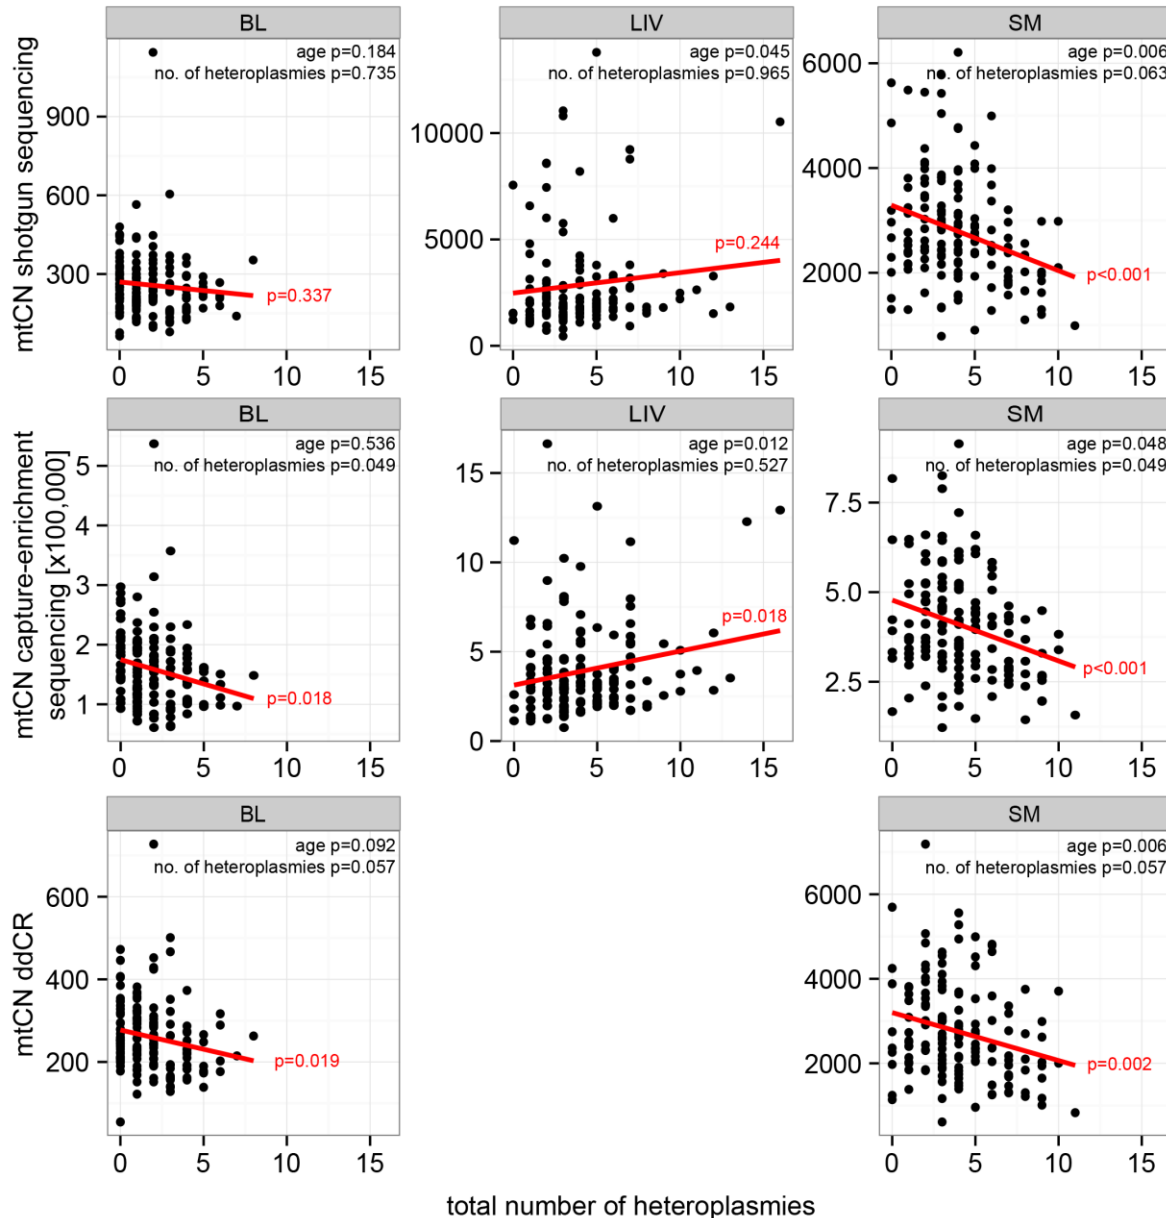 BL
LIV
SM
mtCN shotgun sequencing
age p=0.184
no. of heteroplasmies p=0.735
900
600
300
p=0.337
0 5 10 15
age p=0.045
no. of heteroplasmies p=0.965
10000
5000
0
p=0.244
0 5 10 15
age p=0.006
no. of heteroplasmies p=0.063
6000
4000
2000
p<0.001
0 5 10 15
BL
LIV
SM
mtCN capture-enrichment
sequencing [x100,000]
age p=0.536
no. of heteroplasmies p=0.049
5
4
3
2
1
p=0.018
0 5 10 15
age p=0.012
no. of heteroplasmies p=0.527
15
10
5
0
p=0.018
0 5 10 15
age p=0.048
no. of heteroplasmies p=0.049
7.5
5.0
2.5
p<0.001
0 5 10 15
BL
SM
mtCN ddCR
age p=0.092
no. of heteroplasmies p=0.057
600
400
200
p=0.019
0 5 10 15
age p=0.006
no. of heteroplasmies p=0.057
6000
4000
2000
p=0.002
0 5 10 15
total number of heteroplasmies